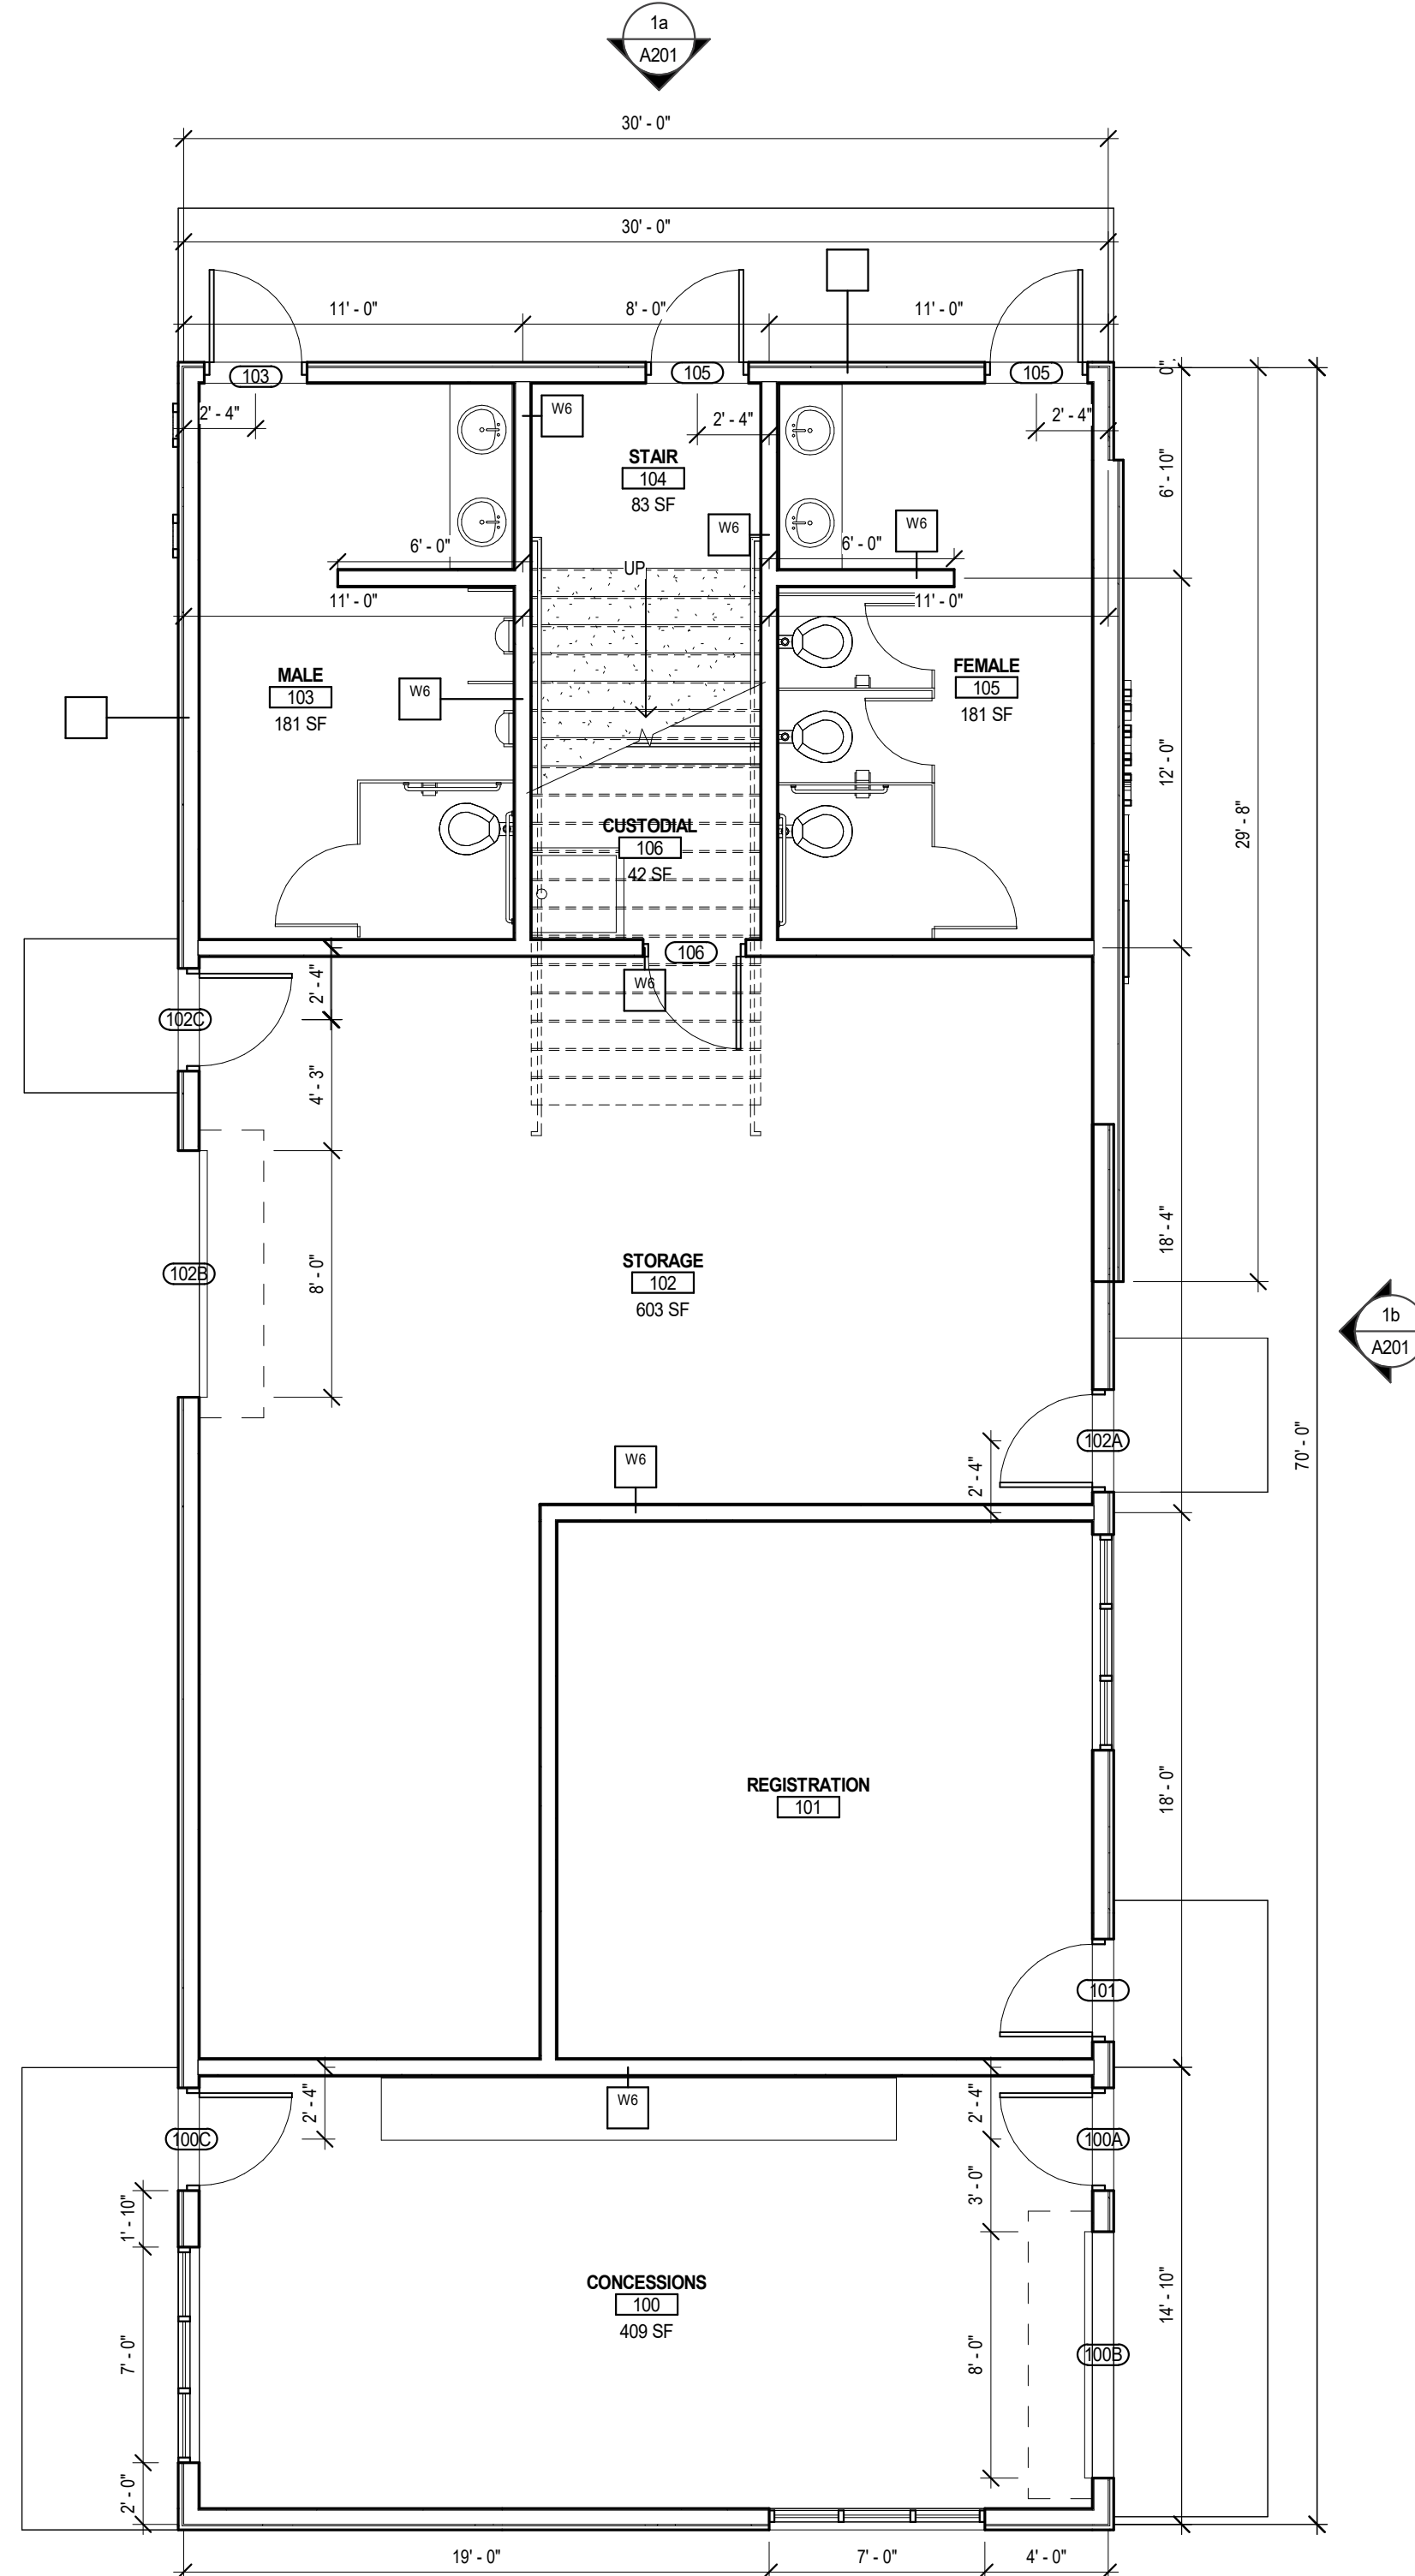 1a
A201
30' - 0"
30' - 0"
11' - 0"
8' - 0"
11' - 0"
103
105
105
0"
2' - 4"
W6
2' - 4"
2' - 4"
STAIR
104
83 SF
6' - 10"
W6
W6
6' - 0"
6' - 0"
UP
11' - 0"
11' - 0"
MALE
103
181 SF
W6
FEMALE
105
181 SF
12' - 0"
29' - 8"
CUSTODIAL
106
42 SF
106
2' - 4"
W6
102C
4' - 3"
18' - 4"
STORAGE
102
603 SF
102B
8' - 0"
1b
A201
102A
70' - 0"
W6
2' - 4"
REGISTRATION
101
18' - 0"
101
2' - 4"
W6
2' - 4"
100C
100A
1' - 10"
3' - 0"
CONCESSIONS
100
409 SF
14' - 10"
7' - 0"
8' - 0"
100B
2' - 0"
19' - 0"
7' - 0"
4' - 0"